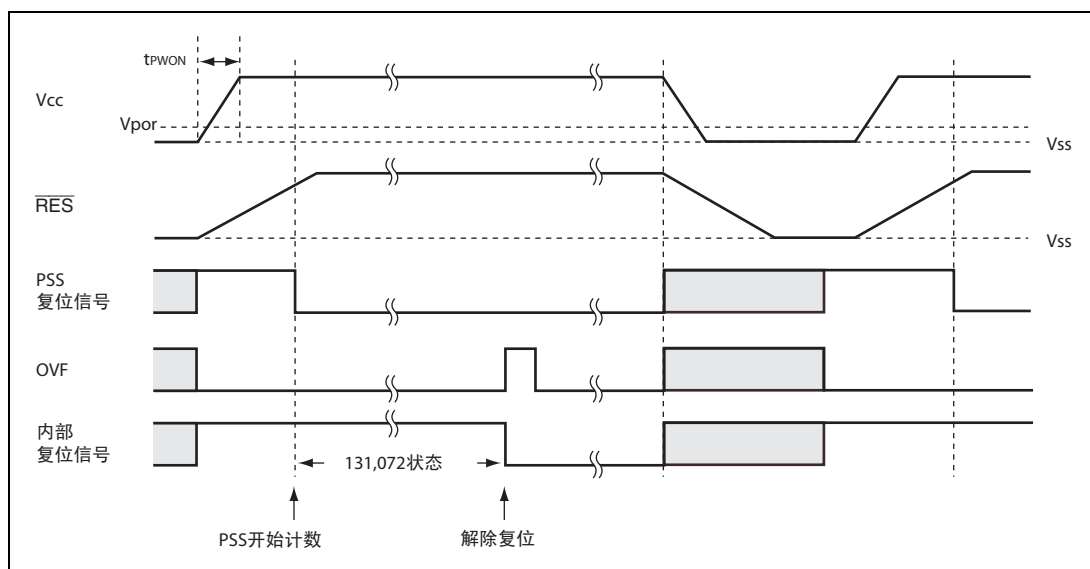 tPWON
Vcc
Vpor
Vss
RES
Vss
PSS
复位信号
OVF
内部
复位信号
131,072状态
PSS开始计数
解除复位